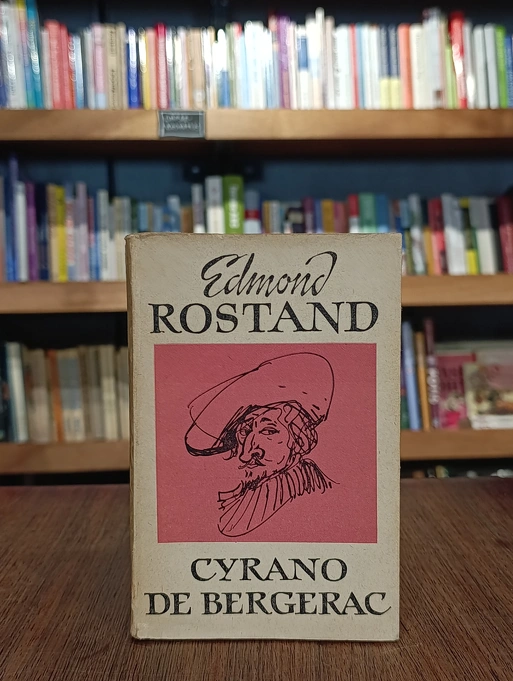 Edmond
ROSTAND
CYRANO
DE BERGERAC